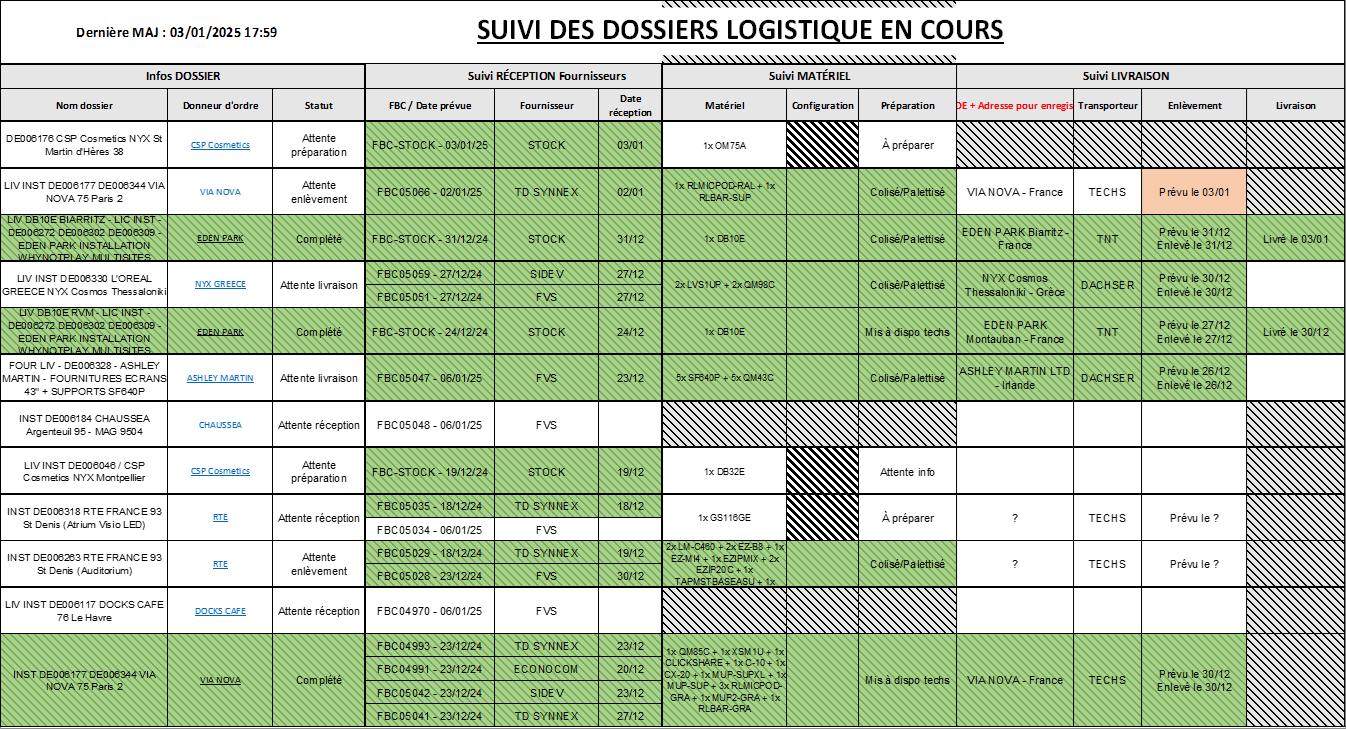 Dernière MAJ : 03/01/2025 17:59
SUIVI DES DOSSIERS LOGISTIQUE EN COURS
Infos DOSSIER
Suivi RÉCEPTION Fournisseurs
Suivi MATÉRIEL
Suivi LIVRAISON
Nom dossier
Donneur d'ordre
Statut
FBC / Date prévue
Fournisseur
Date
réception
Matériel
Configuration
Préparation
DE + Adresse pour enregis
Transporteur
Enlèvement
Livraison
DE006176 CSP Cosmetics NYX St
Martin d'Hères 38
CSP Cosmetics
Attente
préparation
FBC-STOCK - 03/01/25
STOCK
03/01
1x OM75A
À préparer
LIV INST DE006177 DE006344 VIA
NOVA 75 Paris 2
VIA NOVA
Attente
enlèvement
FBC05066 - 02/01/25
TD SYNNEX
02/01
1x RLMICPOD-RAL + 1x
RLBAR-SUP
Colisé/Palettisé
VIA NOVA - France
TECHS
Prévu le 03/01
LIV DB10E BIARRITZ - LIC INST -
DE006272 DE006302 DE006309 -
EDEN PARK INSTALLATION
WHYNOTPLAY MULTISITES
EDEN PARK
Complété
FBC-STOCK - 31/12/24
STOCK
31/12
1x DB10E
Colisé/Palettisé
EDEN PARK Biarritz -
France
TNT
Prévu le 31/12
Enlevé le 31/12
Livré le 03/01
LIV INST DE006330 L'OREAL
GREECE NYX Cosmos Thessaloniki
NYX GREECE
Attente livraison
FBC05059 - 27/12/24
SIDEV
27/12
FBC05051 - 27/12/24
FVS
27/12
2x LVS1UP + 2x QM98C
Colisé/Palettisé
NYX Cosmos
Thessaloniki - Grèce
DACHSER
Prévu le 30/12
Enlevé le 30/12
LIV DB10E RVM - LIC INST -
DE006272 DE006302 DE006309 -
EDEN PARK INSTALLATION
WHYNOTPLAY MULTISITES
EDEN PARK
Complété
FBC-STOCK - 24/12/24
STOCK
24/12
1x DB10E
Mis à dispo techs
EDEN PARK
Montauban - France
TNT
Prévu le 27/12
Enlevé le 27/12
Livré le 30/12
FOUR LIV - DE006328 - ASHLEY
MARTIN - FOURNITURES ECRANS
43" + SUPPORTS SF640P
ASHLEY MARTIN
Attente livraison
FBC05047 - 06/01/25
FVS
23/12
5x SF640P + 5x QM43C
Colisé/Palettisé
ASHLEY MARTIN LTD
- Irlande
DACHSER
Prévu le 26/12
Enlevé le 26/12
INST DE006184 CHAUSSEA
Argenteuil 95 - MAG 9504
CHAUSSEA
Attente réception
FBC05048 - 06/01/25
FVS
LIV INST DE006046 / CSP
Cosmetics NYX Montpellier
CSP Cosmetics
Attente
préparation
FBC-STOCK - 19/12/24
STOCK
19/12
1x DB32E
Attente info
INST DE006318 RTE FRANCE 93
St Denis (Atrium Visio LED)
RTE
Attente réception
FBC05035 - 18/12/24
TD SYNNEX
18/12
FBC05034 - 06/01/25
FVS
1x GS116GE
À préparer
?
TECHS
Prévu le ?
INST DE006263 RTE FRANCE 93
St Denis (Auditorium)
RTE
Attente
enlèvement
FBC05029 - 18/12/24
TD SYNNEX
19/12
FBC05028 - 23/12/24
FVS
30/12
2x LM-C460 + 2x EZ-B8 + 1x
EZ-MI4 + 1x EZIPMIX + 2x
EZIP20C + 1x
TAPMSTBASEASU + 1x
Colisé/Palettisé
?
TECHS
Prévu le ?
LIV INST DE006117 DOCKS CAFE
76 Le Havre
DOCKS CAFE
Attente réception
FBC04970 - 06/01/25
FVS
INST DE006177 DE006344 VIA
NOVA 75 Paris 2
VIA NOVA
Complété
FBC04993 - 23/12/24
TD SYNNEX
23/12
FBC04991 - 23/12/24
ECONOCOM
20/12
FBC05042 - 23/12/24
SIDEV
23/12
FBC05041 - 23/12/24
TD SYNNEX
27/12
1x QM85C + 1x XSM1U + 1x
CLICKSHARE + 1x C-10 + 1x
CX-20 + 1x MUP-SUPXL + 1x
MUP-SUP + 3x RLMICPOD-
GRA + 1x MUP2-GRA + 1x
RLBAR-GRA
Mis à dispo techs
VIA NOVA - France
TECHS
Prévu le 30/12
Enlevé le 30/12